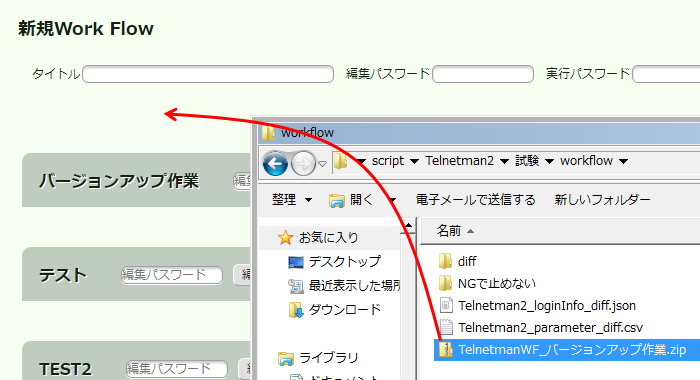 新規Work Flow
タイトル 編集パスワード 実行パスワード
workflow
script Telnetman2 試験 workflow
バージョンアップ作業 編
整理 開く 電子メールで送信する 新しいフォルダー
お気に入り 名前
デスクトップ diff
最近表示した場所 NGで止めない
ダウンロード Telnetman2_loginInfo_diff.json
テスト 編集パスワード 編
Telnetman2_parameter_diff.csv
ライブラリ TelnetmanWF_バージョンアップ作業.zip
TEST2 編集パスワード
ドキュメント